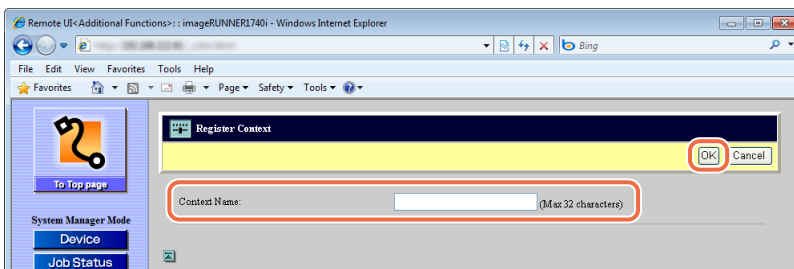 Remote UI<Additional Functions>: : imageRUNNER1740i - Windows Internet Explorer
Bing
File Edit View Favorites Tools Help
Favorites Page Safety Tools
Register Context
OK Cancel
To Top page
Context Name: (Max 32 characters)
System Manager Mode
Device
Job Status